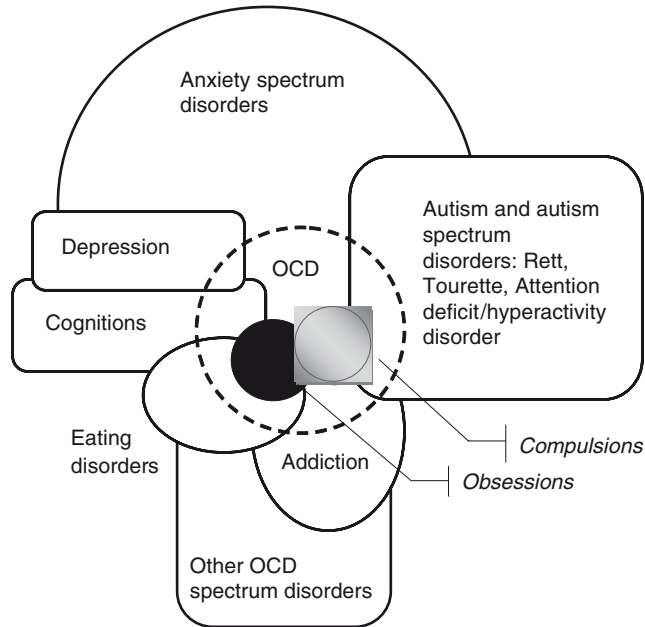 Anxiety spectrum
disorders
Autism and autism
spectrum
disorders: Rett,
Tourette, Attention
deficit/hyperactivity
disorder
Depression
OCD
Cognitions
Eating
disorders
Addiction
Compulsions
Obsessions
Other OCD
spectrum disorders